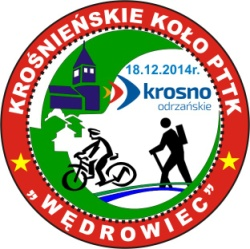 KROŚNIEŃSKIE KOŁO PTTK
18.12.2014r.
krosno
odrzańskie
„WĘDROWIEC”